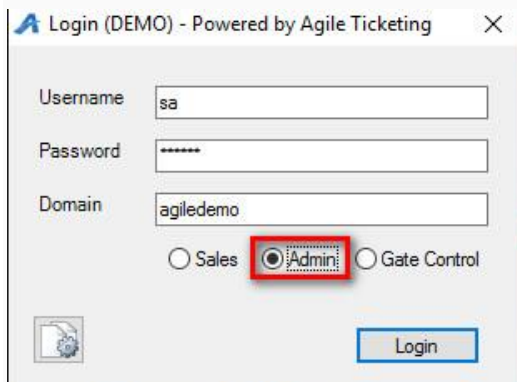 Login (DEMO) - Powered by Agile Ticketing
Username sa
Password ******
Domain agiledemo
Sales Admin Gate Control
Login